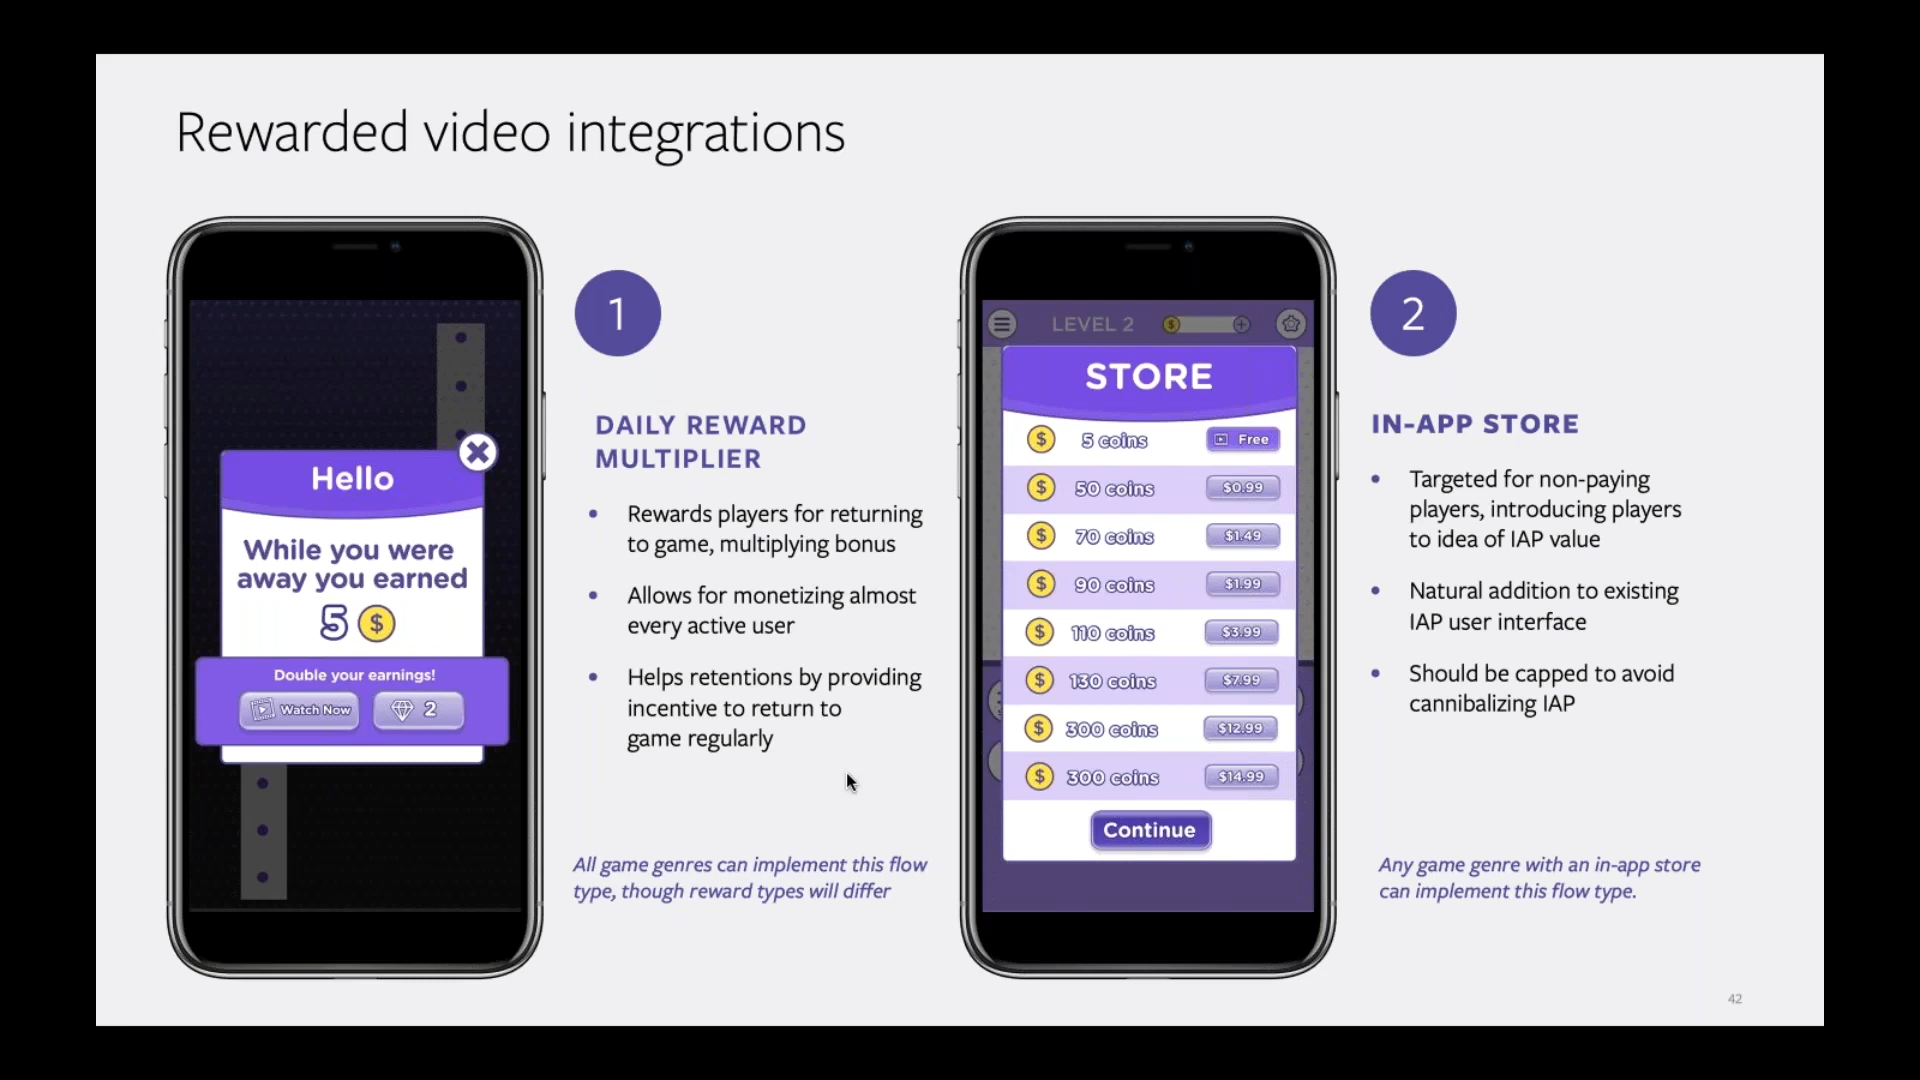 Rewarded video integrations
Hello
While you were
away you earned
5 $
Double your earnings!
Watch Now
2
1
DAILY REWARD
MULTIPLIER
• Rewards players for returning
to game, multiplying bonus
• Allows for monetizing almost
every active user
• Helps retentions by providing
incentive to return to
game regularly
All game genres can implement this flow
type, though reward types will differ
LEVEL 2 $
STORE
$ 5 coins Free
$ 50 coins $0.99
$ 70 coins $1.49
$ 90 coins $1.99
$ 110 coins $3.99
$ 130 coins $7.99
$ 300 coins $12.99
$ 300 coins $14.99
Continue
2
IN-APP STORE
• Targeted for non-paying
players, introducing players
to idea of IAP value
• Natural addition to existing
IAP user interface
• Should be capped to avoid
cannibalizing IAP
Any game genre with an in-app store
can implement this flow type.
42